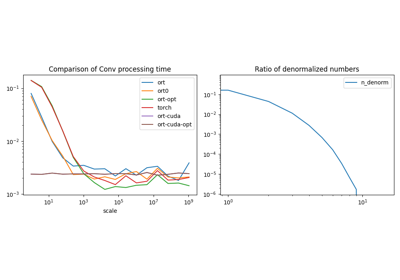 Comparison of Conv processing time
Ratio of denormalized numbers
ort
ort0
ort-opt
torch
ort-cuda
ort-cuda-opt
n_denorm
10⁻¹
10⁻²
10⁻³
10¹
10³
10⁵
10⁷
10⁹
scale
10⁻¹
10⁻²
10⁻³
10⁻⁴
10⁻⁵
10⁻⁶
10⁰
10¹